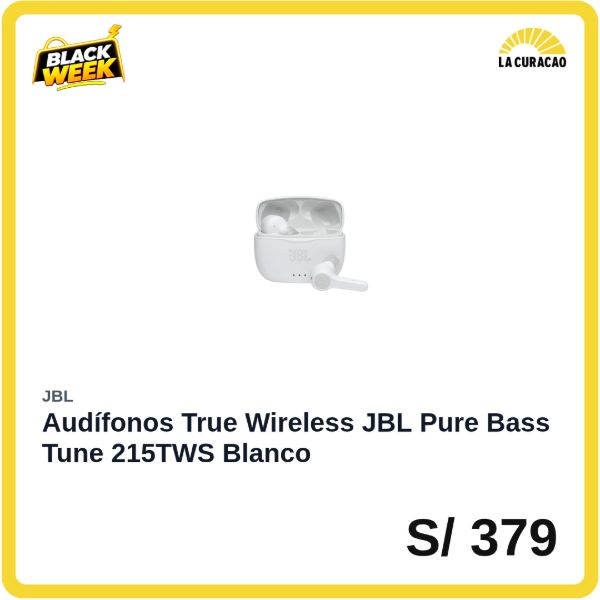 BLACK
WEEK
LA CURACAO
JBL
JBL
Audífonos True Wireless JBL Pure Bass
Tune 215TWS Blanco
S/ 379